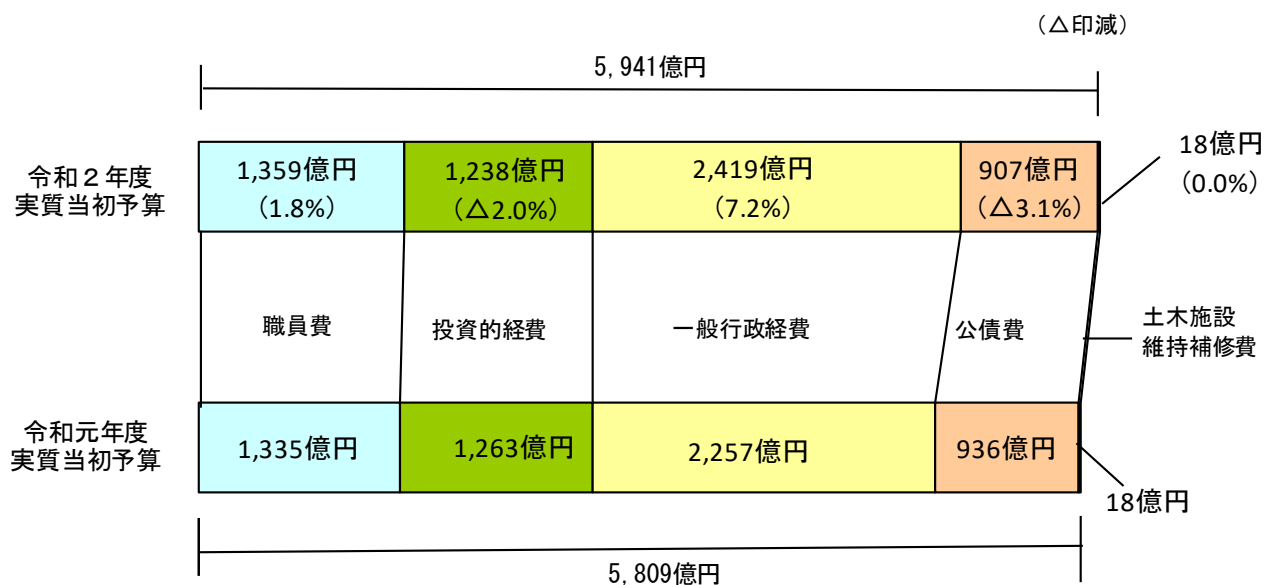 （△印減）
5,941億円
令和２年度
実質当初予算
1,359億円
（1.8%）
1,238億円
（△2.0%）
2,419億円
（7.2%）
907億円
（△3.1%）
18億円
（0.0%）
職員費
投資的経費
一般行政経費
公債費
土木施設
維持補修費
令和元年度
実質当初予算
1,335億円
1,263億円
2,257億円
936億円
18億円
5,809億円